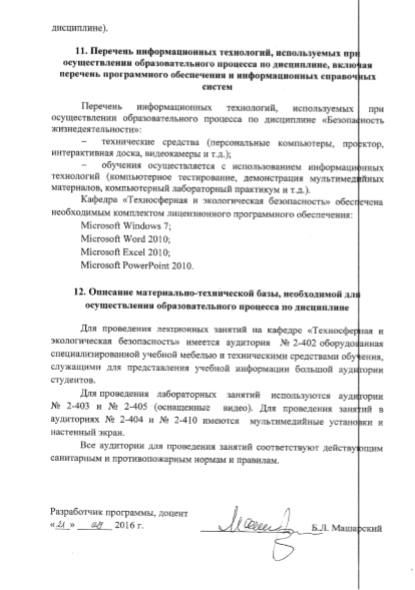 дисциплине).
11. Перечень информационных технологий, используемых при
осуществлении образовательного процесса по дисциплине, включая
перечень программного обеспечения и информационных справочных
систем
Перечень информационных технологий, используемых при
осуществлении образовательного процесса по дисциплине «Безопасность
жизнедеятельности»:
– технические средства (персональные компьютеры, проектор,
интерактивная доска, видеокамеры и т.д.);
– обучения осуществляется с использованием информационных
технологий (компьютерное тестирование, демонстрация мультимедийных
материалов, компьютерный лабораторный практикум и т.д.).
Кафедра «Техносферная и экологическая безопасность» обеспечена
необходимым комплектом лицензионного программного обеспечения:
Microsoft Windows 7;
Microsoft Word 2010;
Microsoft Excel 2010;
Microsoft PowerPoint 2010.
12. Описание материально-технической базы, необходимой для
осуществления образовательного процесса по дисциплине
Для проведения лекционных занятий на кафедре «Техносферная и
экологическая безопасность» имеется аудитория № 2-402 оборудованная
специализированной учебной мебелью и техническими средствами обучения,
служащими для представления учебной информации большой аудитории
студентов.
Для проведения лабораторных занятий используются аудитории
№ 2-403 и № 2-405 (оснащенные видео). Для проведения занятий в
аудиториях № 2-404 и № 2-410 имеются мультимедийные установки и
настенный экран.
Все аудитории для проведения занятий соответствуют действующим
санитарным и противопожарным нормам и правилам.
Разработчик программы, доцент
2016 г.
Б.Л. Машарский